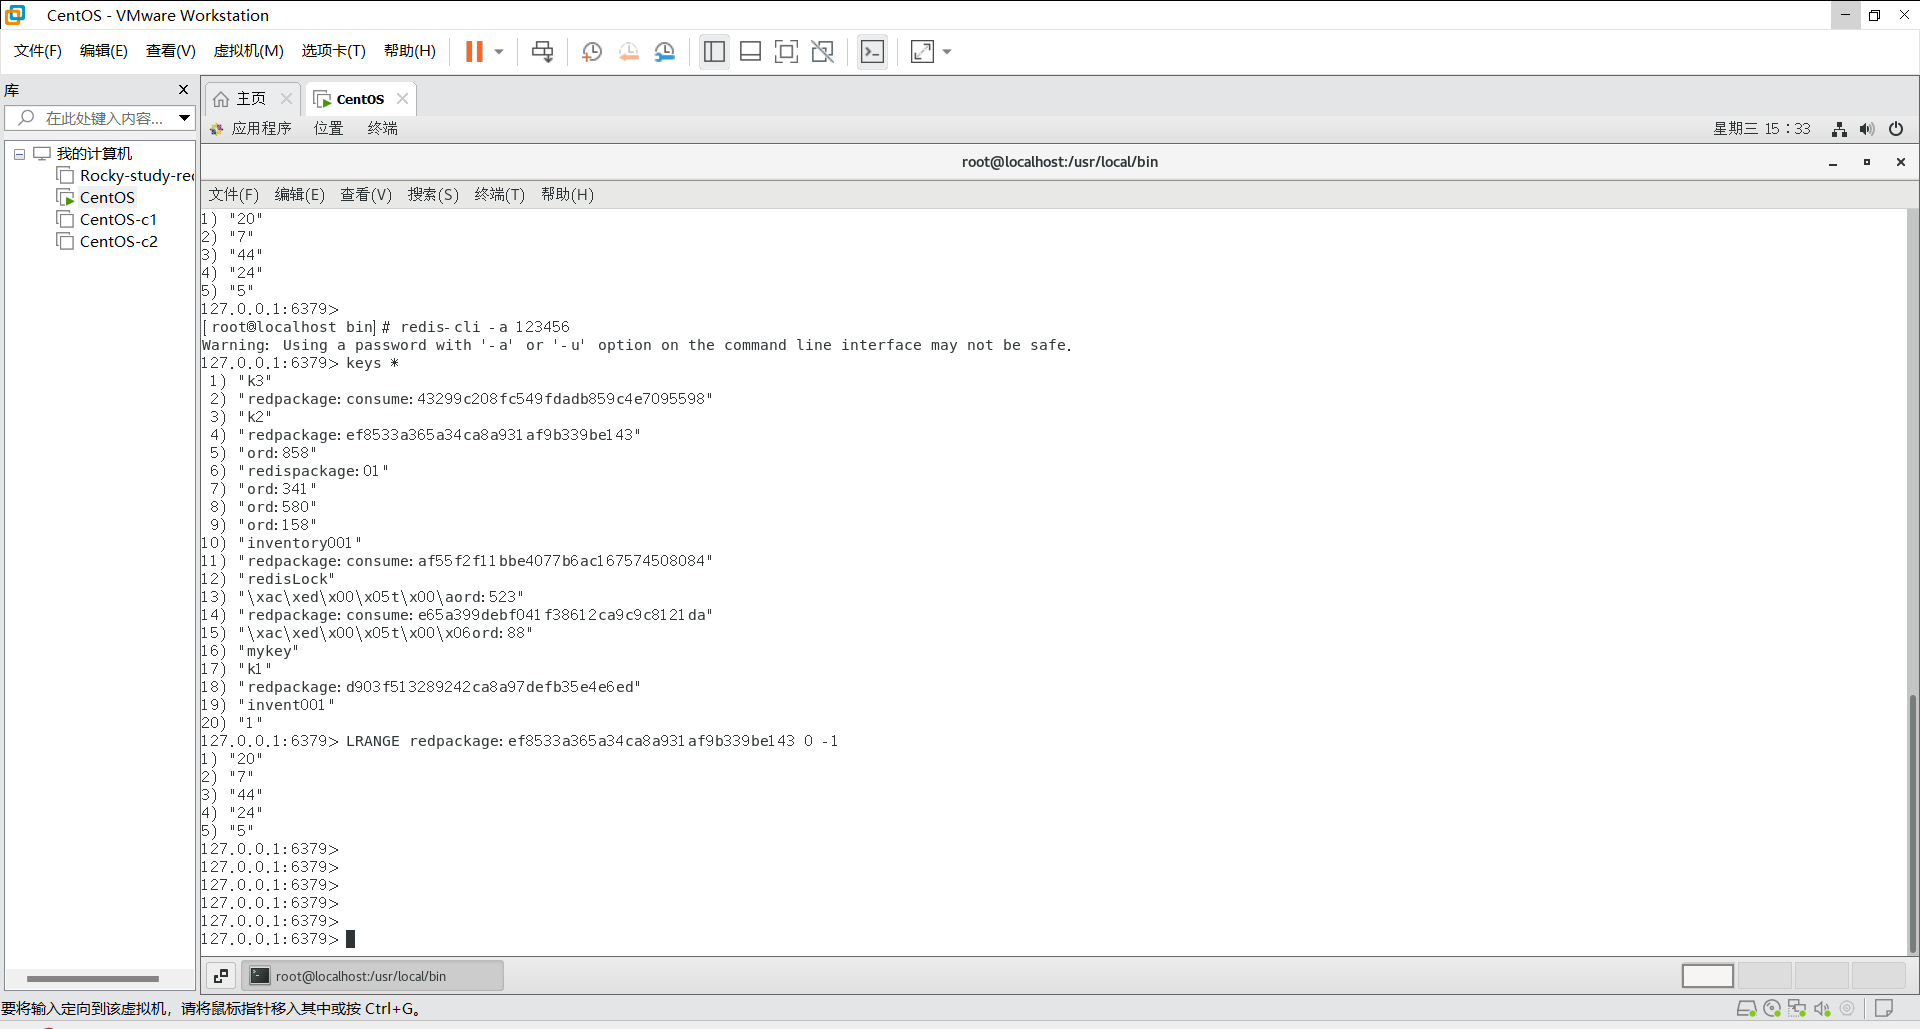 CentOS - VMware Workstation
文件(F) 编辑(E) 查看(V) 虚拟机(M) 选项卡(T) 帮助(H)
库
在此处键入内容...
我的计算机
Rocky-study-rec
CentOS
CentOS-c1
CentOS-c2
主页 CentOS
应用程序 位置 终端 星期三 15：33
root@localhost:/usr/local/bin
文件(F) 编辑(E) 查看(V) 搜索(S) 终端(T) 帮助(H)
1) "20"
2) "7"
3) "44"
4) "24"
5) "5"
127.0.0.1:6379>
[root@localhost bin]# redis-cli -a 123456
Warning: Using a password with '-a' or '-u' option on the command line interface may not be safe.
127.0.0.1:6379> keys *
1) "k3"
2) "redpackage:consume:43299c208fc549fdadb859c4e7095598"
3) "k2"
4) "redpackage:ef8533a365a34ca8a931af9b339be143"
5) "ord:858"
6) "redispackage:01"
7) "ord:341"
8) "ord:580"
9) "ord:158"
10) "inventory001"
11) "redpackage:consume:af55f2f11bbe4077b6ac167574508084"
12) "redisLock"
13) "\xac\xed\x00\x05t\x00\aord:523"
14) "redpackage:consume:e65a399debf041f38612ca9c9c8121da"
15) "\xac\xed\x00\x05t\x00\x06ord:88"
16) "mykey"
17) "k1"
18) "redpackage:d903f513289242ca8a97defb35e4e6ed"
19) "invent001"
20) "1"
127.0.0.1:6379> LRANGE redpackage:ef8533a365a34ca8a931af9b339be143 0 -1
1) "20"
2) "7"
3) "44"
4) "24"
5) "5"
127.0.0.1:6379>
127.0.0.1:6379>
127.0.0.1:6379>
127.0.0.1:6379>
127.0.0.1:6379>
127.0.0.1:6379>
root@localhost:/usr/local/bin
要将输入定向到该虚拟机，请将鼠标指针移入其中或按 Ctrl+G。